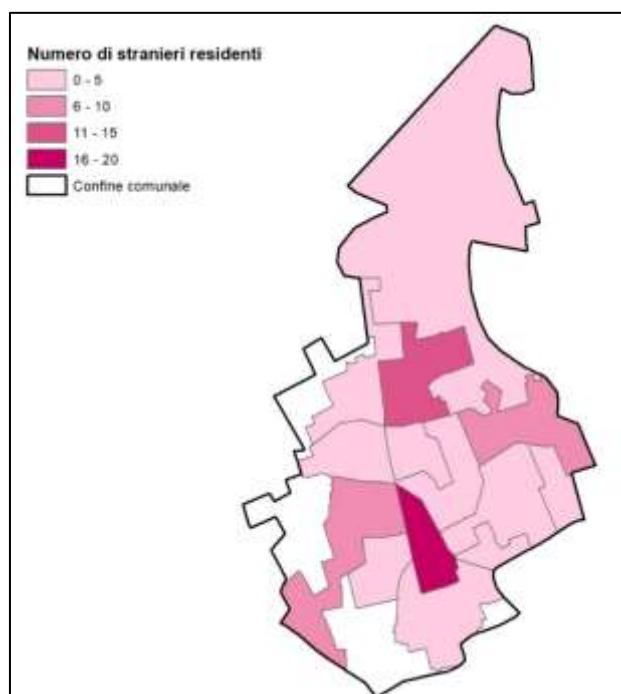 Numero di stranieri residenti
0 - 5
6 - 10
11 - 15
16 - 20
Confine comunale